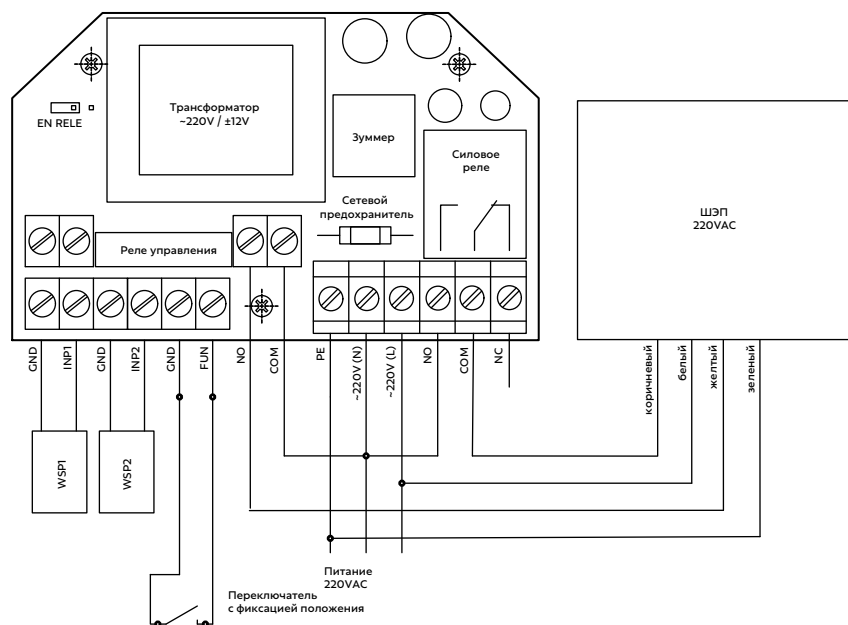 Трансформатор
~220V / ±12V
EN RELE
Зуммер
Силовое
реле
Сетевой
предохранитель
Реле управления
ШЭП
220VAC
GND
INP1
GND
INP2
GND
FUN
NO
COM
PE
~220V (N)
~220V (L)
NO
COM
NC
коричневый
белый
желтый
зеленый
WSP1
WSP2
Питание
220VAC
Переключатель
с фиксацией положения